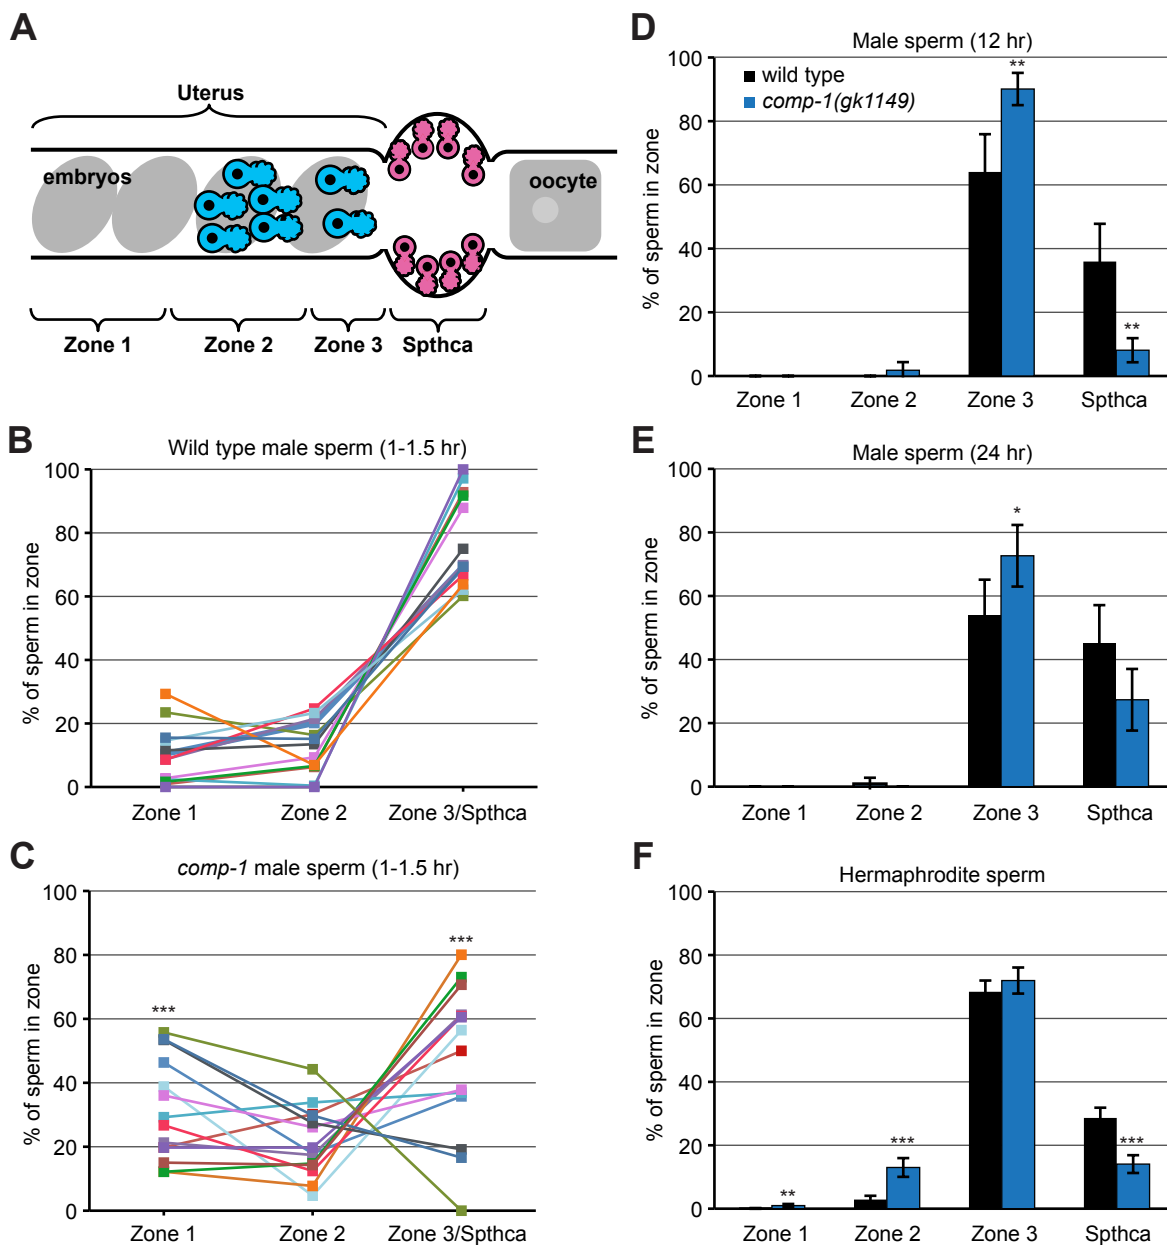 A
Uterus
embryos
oocyte
Zone 1
Zone 2
Zone 3
Spthca
B
Wild type male sperm (1-1.5 hr)
% of sperm in zone
100
80
60
40
20
0
Zone 1
Zone 2
Zone 3/Spthca
C
comp-1 male sperm (1-1.5 hr)
% of sperm in zone
100
80
60
40
20
0
***
***
Zone 1
Zone 2
Zone 3/Spthca
D
Male sperm (12 hr)
wild type
comp-1(gk1149)
% of sperm in zone
100
80
60
40
20
0
**
**
Zone 1
Zone 2
Zone 3
Spthca
E
Male sperm (24 hr)
% of sperm in zone
100
80
60
40
20
0
*
Zone 1
Zone 2
Zone 3
Spthca
F
Hermaphrodite sperm
% of sperm in zone
100
80
60
40
20
0
**
***
***
Zone 1
Zone 2
Zone 3
Spthca